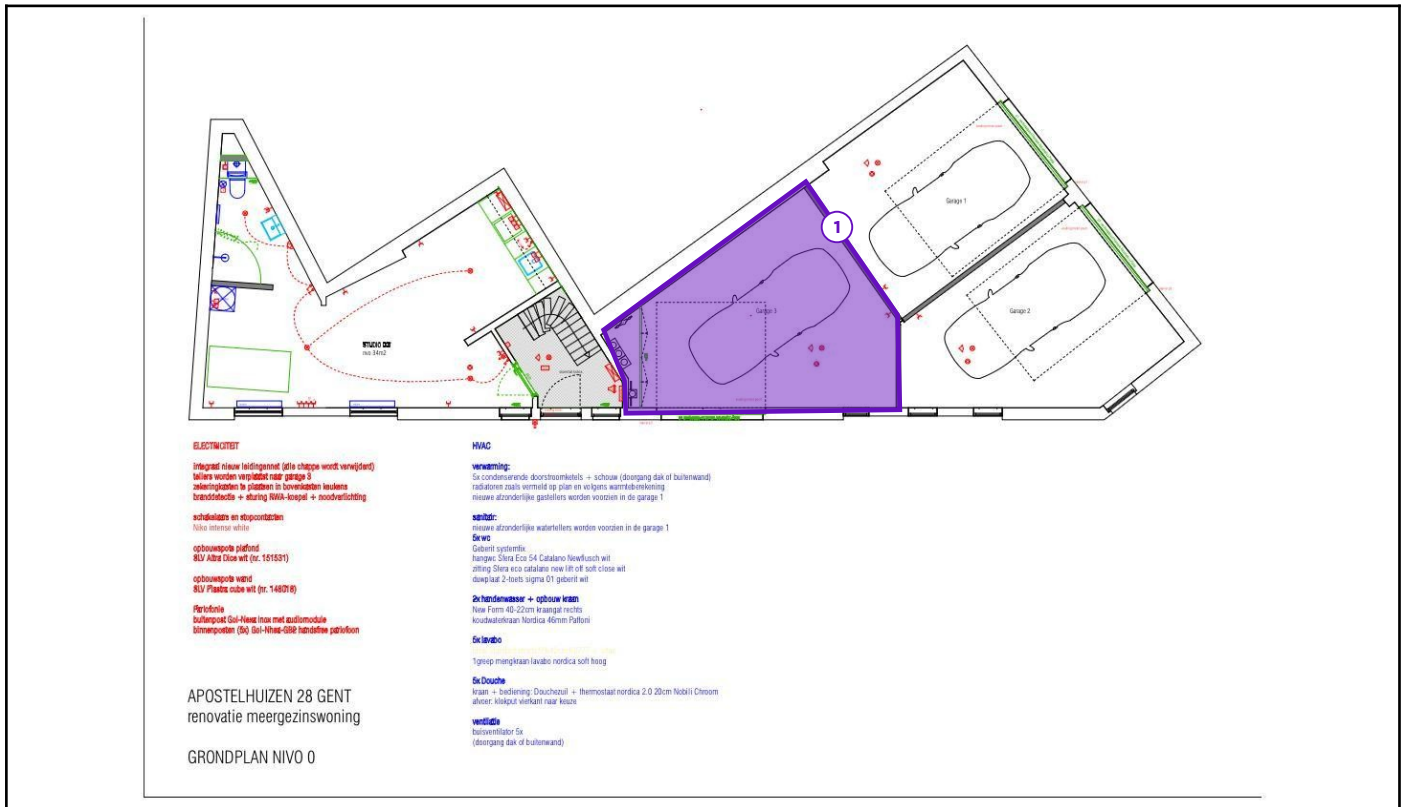 1
Garage 1
Garage 3
Garage 2
STUDIO 001
nvo 34m2
ELECTRICITEIT
integraal nieuw leidingennet (alle chappe wordt verwijderd)
tellers worden verplaatst naar garage 3
zekeringkasten te plaatsen in bovenkasten keukens
branddetectie + sturing RWA-koepel + noodverlichting
schakelaars en stopcontacten
Niko intense white
opbouwspots plafond
SLV Altra Dice wit (nr. 151531)
opbouwspots wand
SLV Plastra cube wit (nr. 148018)
Parlofonie
buitenpost Gol-Nexa inox met audiomodule
binnenposten (5x) Gol-Nhea-GB2 handsfree parlofoon
HVAC
verwarming:
5x condenserende doorstroomketels + schouw (doorgang dak of buitenwand)
radiatoren zoals vermeld op plan en volgens warmteberekening
nieuwe afzonderlijke gastellers worden voorzien in de garage 1
sanitair:
nieuwe afzonderlijke watertellers worden voorzien in de garage 1
5x wc
Geberit systemfix
hangwc Sfera Eco 54 Catalano Newflusch wit
zitting Sfera eco catalano new lift off soft close wit
duwplaat 2-toets sigma 01 geberit wit
2x handenwasser + opbouw kraan
New Form 40-22cm kraangat rechts
koudwaterkraan Nordica 46mm Paffoni
5x lavabo
1greep mengkraan lavabo nordica soft hoog
5x Douche
kraan + bediening: Douchezuil + thermostaat nordica 2.0 20cm Nobili Chroom
afvoer: klokput vierkant naar keuze
ventilatie
buisventilator 5x
(doorgang dak of buitenwand)
APOSTELHUIZEN 28 GENT
renovatie meergezinswoning
GRONDPLAN NIVO 0